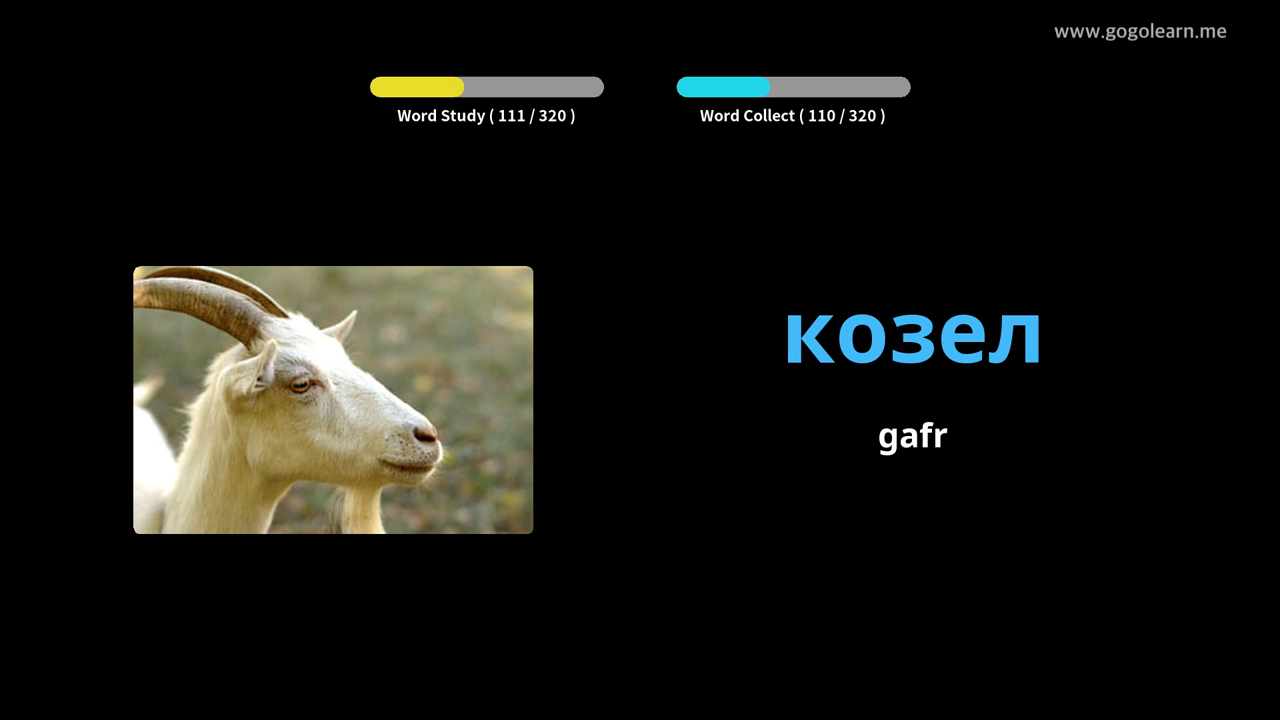 www.gogolearn.me
Word Study ( 111 / 320 )
Word Collect ( 110 / 320 )
козел
gafr